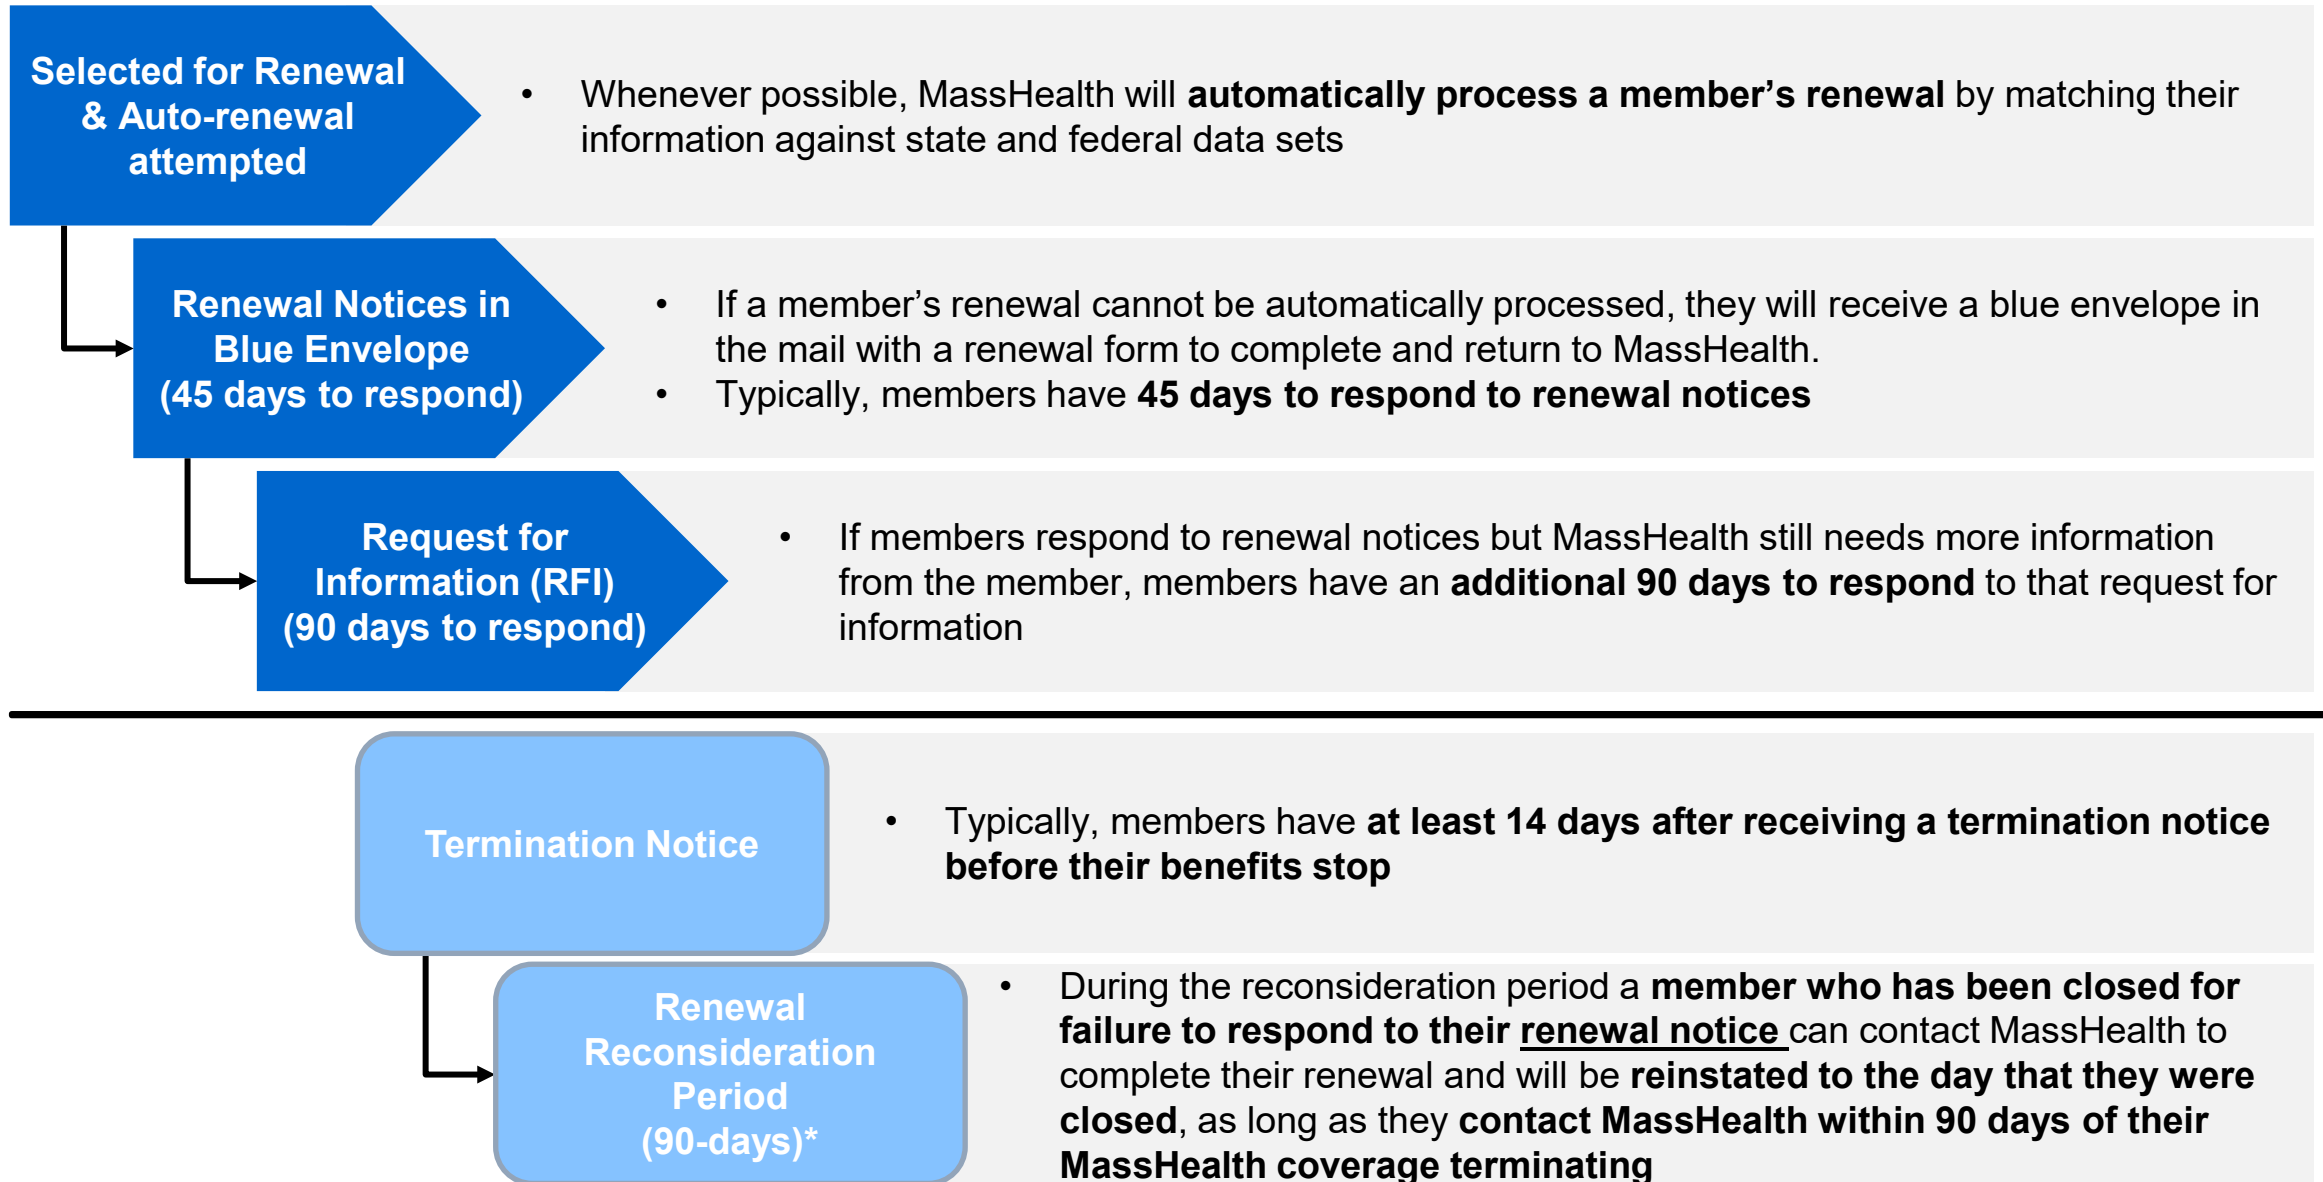 Selected for Renewal
& Auto-renewal
attempted
• Whenever possible, MassHealth will automatically process a member’s renewal by matching their
information against state and federal data sets
Renewal Notices in
Blue Envelope
(45 days to respond)
• If a member’s renewal cannot be automatically processed, they will receive a blue envelope in
the mail with a renewal form to complete and return to MassHealth.
• Typically, members have 45 days to respond to renewal notices
Request for
Information (RFI)
(90 days to respond)
• If members respond to renewal notices but MassHealth still needs more information
from the member, members have an additional 90 days to respond to that request for
information
Termination Notice
• Typically, members have at least 14 days after receiving a termination notice
before their benefits stop
Renewal
Reconsideration
Period
(90-days)*
• During the reconsideration period a member who has been closed for
failure to respond to their renewal notice can contact MassHealth to
complete their renewal and will be reinstated to the day that they were
closed, as long as they contact MassHealth within 90 days of their
MassHealth coverage terminating